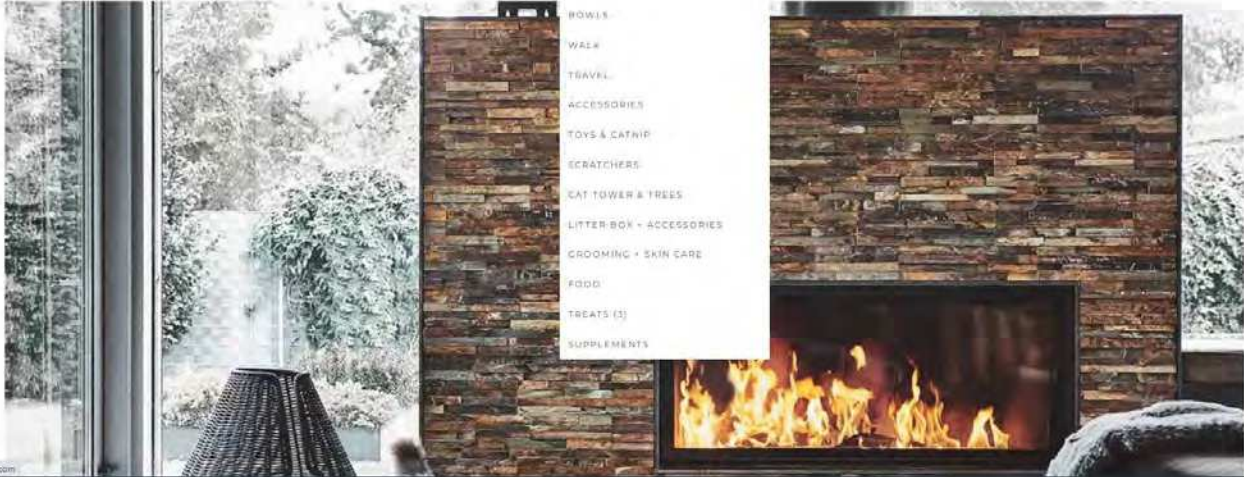 BOWLS
WALK
TRAVEL
ACCESSORIES
TOYS & CATNIP
SCRATCHERS
CAT TOWER & TREES
LITTER BOX + ACCESSORIES
GROOMING + SKIN CARE
FOOD
TREATS (3)
SUPPLEMENTS
com